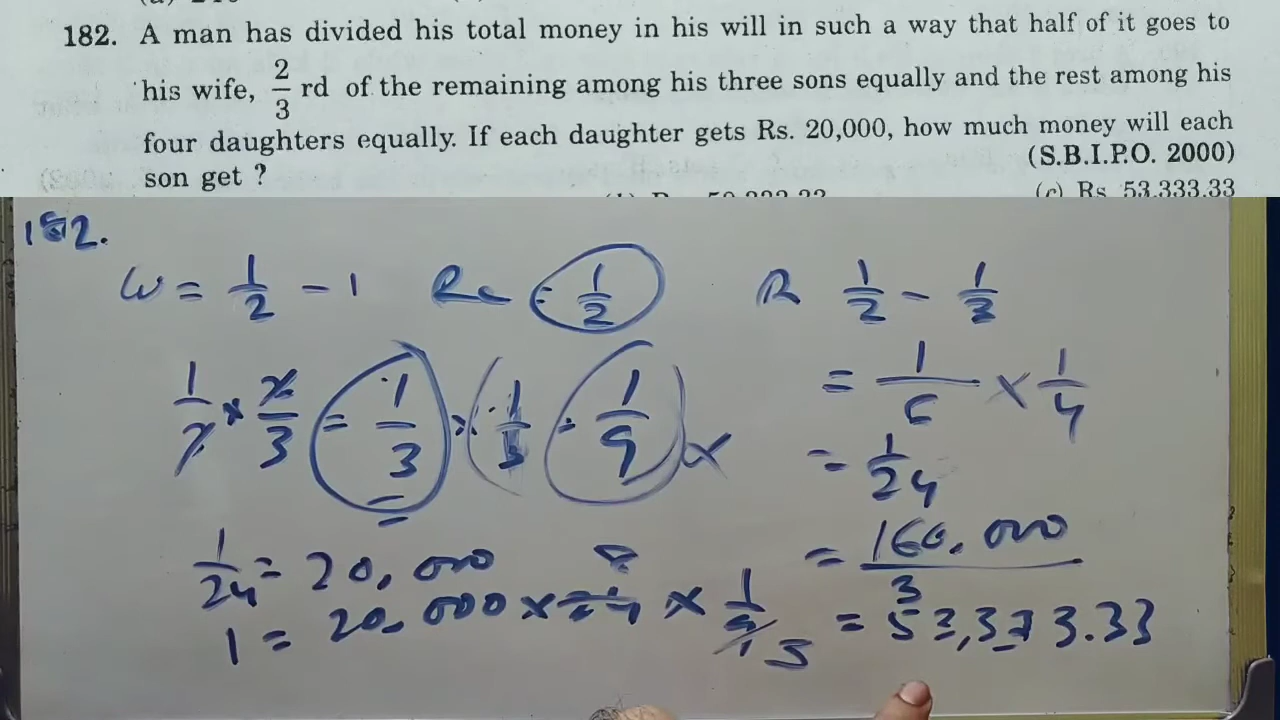 182. A man has divided his total money in his will in such a way that half of it goes to
his wife, 2/3 rd of the remaining among his three sons equally and the rest among his
four daughters equally. If each daughter gets Rs. 20,000, how much money will each
son get ?
(S.B.I.P.O. 2000)
(c) Rs 53,333.33
182.
W = 1/2 - 1 Re = 1/2 R 1/2 - 1/3
1/2 × 2/3 = 1/3 × 1/3 = 1/9 = 1/6 × 1/4
= 1/24
1/24 = 20,000 = 160,000/3
1 = 20,000 × 24 × 1/9 = 53,333.33
8
3